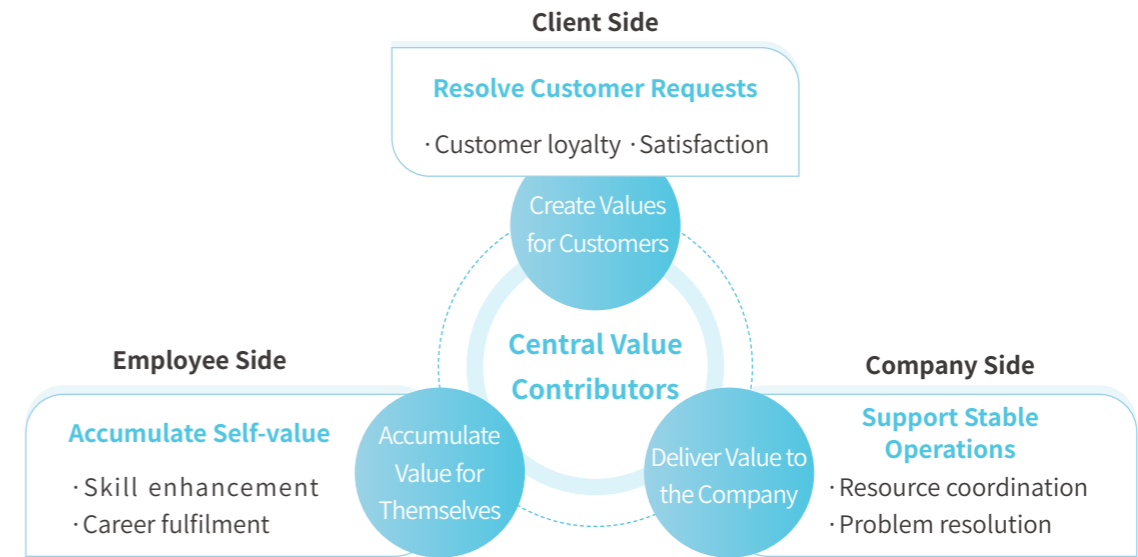 Client Side
Resolve Customer Requests
·Customer loyalty ·Satisfaction
Create Values
for Customers
Central Value
Contributors
Employee Side
Accumulate Self-value
·Skill enhancement
·Career fulfilment
Accumulate
Value for
Themselves
Company Side
Deliver Value to
the Company
Support Stable
Operations
·Resource coordination
·Problem resolution